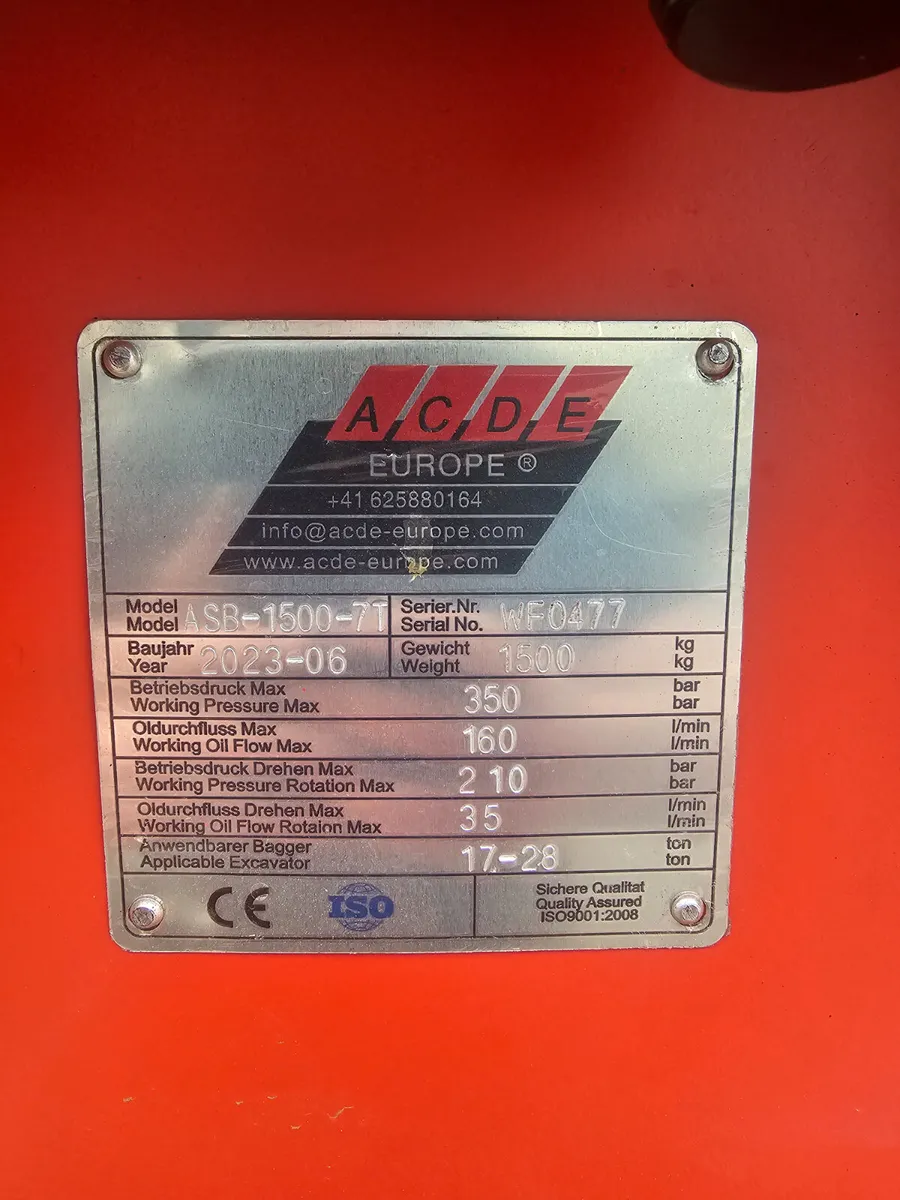 ACDE
EUROPE ®
+41 625880164
info@acde-europe.com
www.acde-europe.com
Model ASB-1500-7T Serier.Nr. WF0477
Model Serial No.
Baujahr 2023-06 Gewicht 1500 kg
Year Weight kg
Betriebsdruck Max 350 bar
Working Pressure Max bar
Oldurchfluss Max 160 l/min
Working Oil Flow Max l/min
Betriebsdruck Drehen Max 210 bar
Working Pressure Rotation Max bar
Oldurchfluss Drehen Max 35 l/min
Working Oil Flow Rotaion Max l/min
Anwendbarer Bagger 17-28 ton
Applicable Excavator ton
CE ISO Sichere Qualitat
Quality Assured
ISO9001:2008